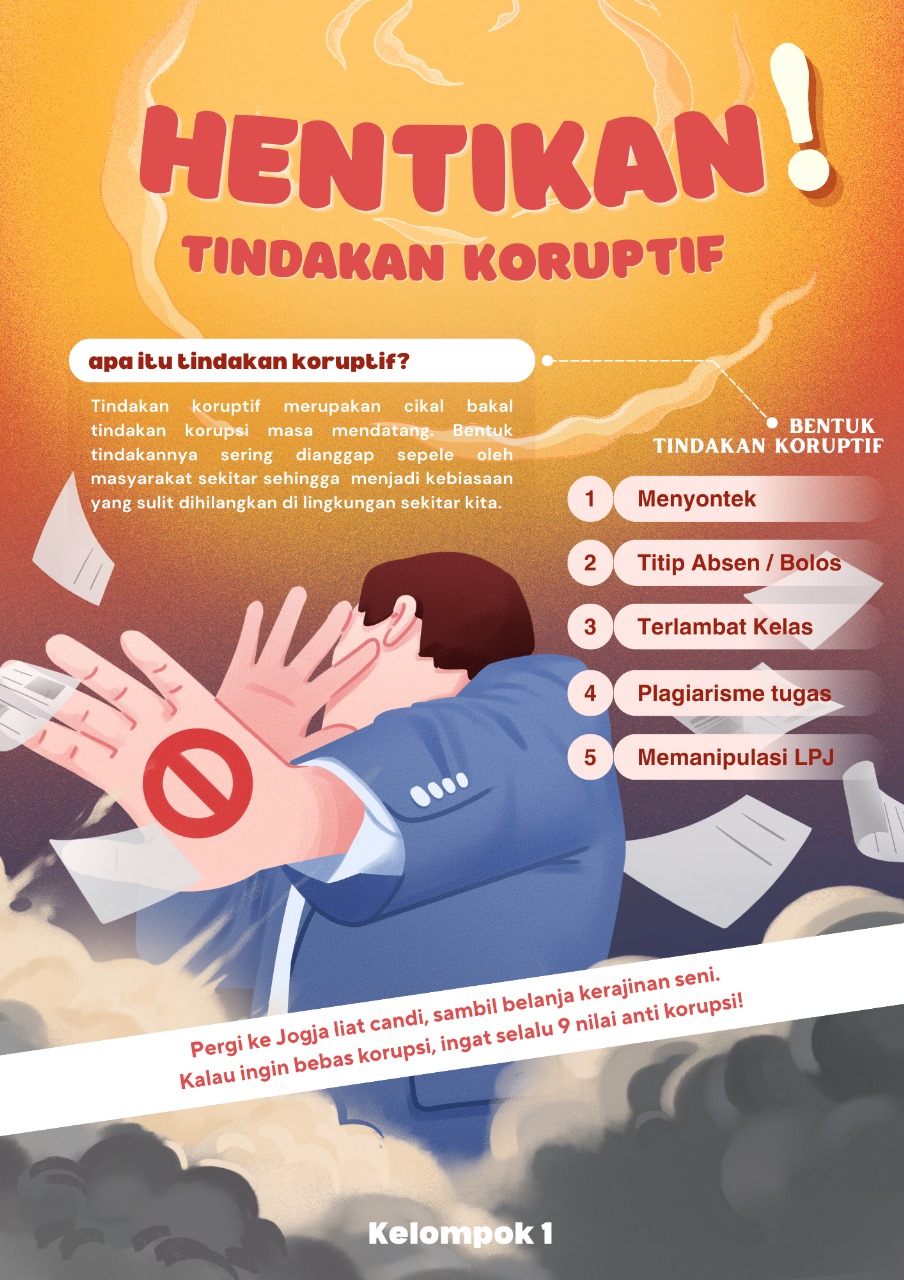 HENTIKAN!
TINDAKAN KORUPTIF
apa itu tindakan koruptif?
Tindakan koruptif merupakan cikal bakal
tindakan korupsi masa mendatang. Bentuk
tindakannya sering dianggap sepele oleh
masyarakat sekitar sehingga menjadi kebiasaan
yang sulit dihilangkan di lingkungan sekitar kita.
BENTUK
TINDAKAN KORUPTIF
1 Menyontek
2 Titip Absen / Bolos
3 Terlambat Kelas
4 Plagiarisme tugas
5 Memanipulasi LPJ
Pergi ke Jogja liat candi, sambil belanja kerajinan seni.
Kalau ingin bebas korupsi, ingat selalu 9 nilai anti korupsi!
Kelompok 1